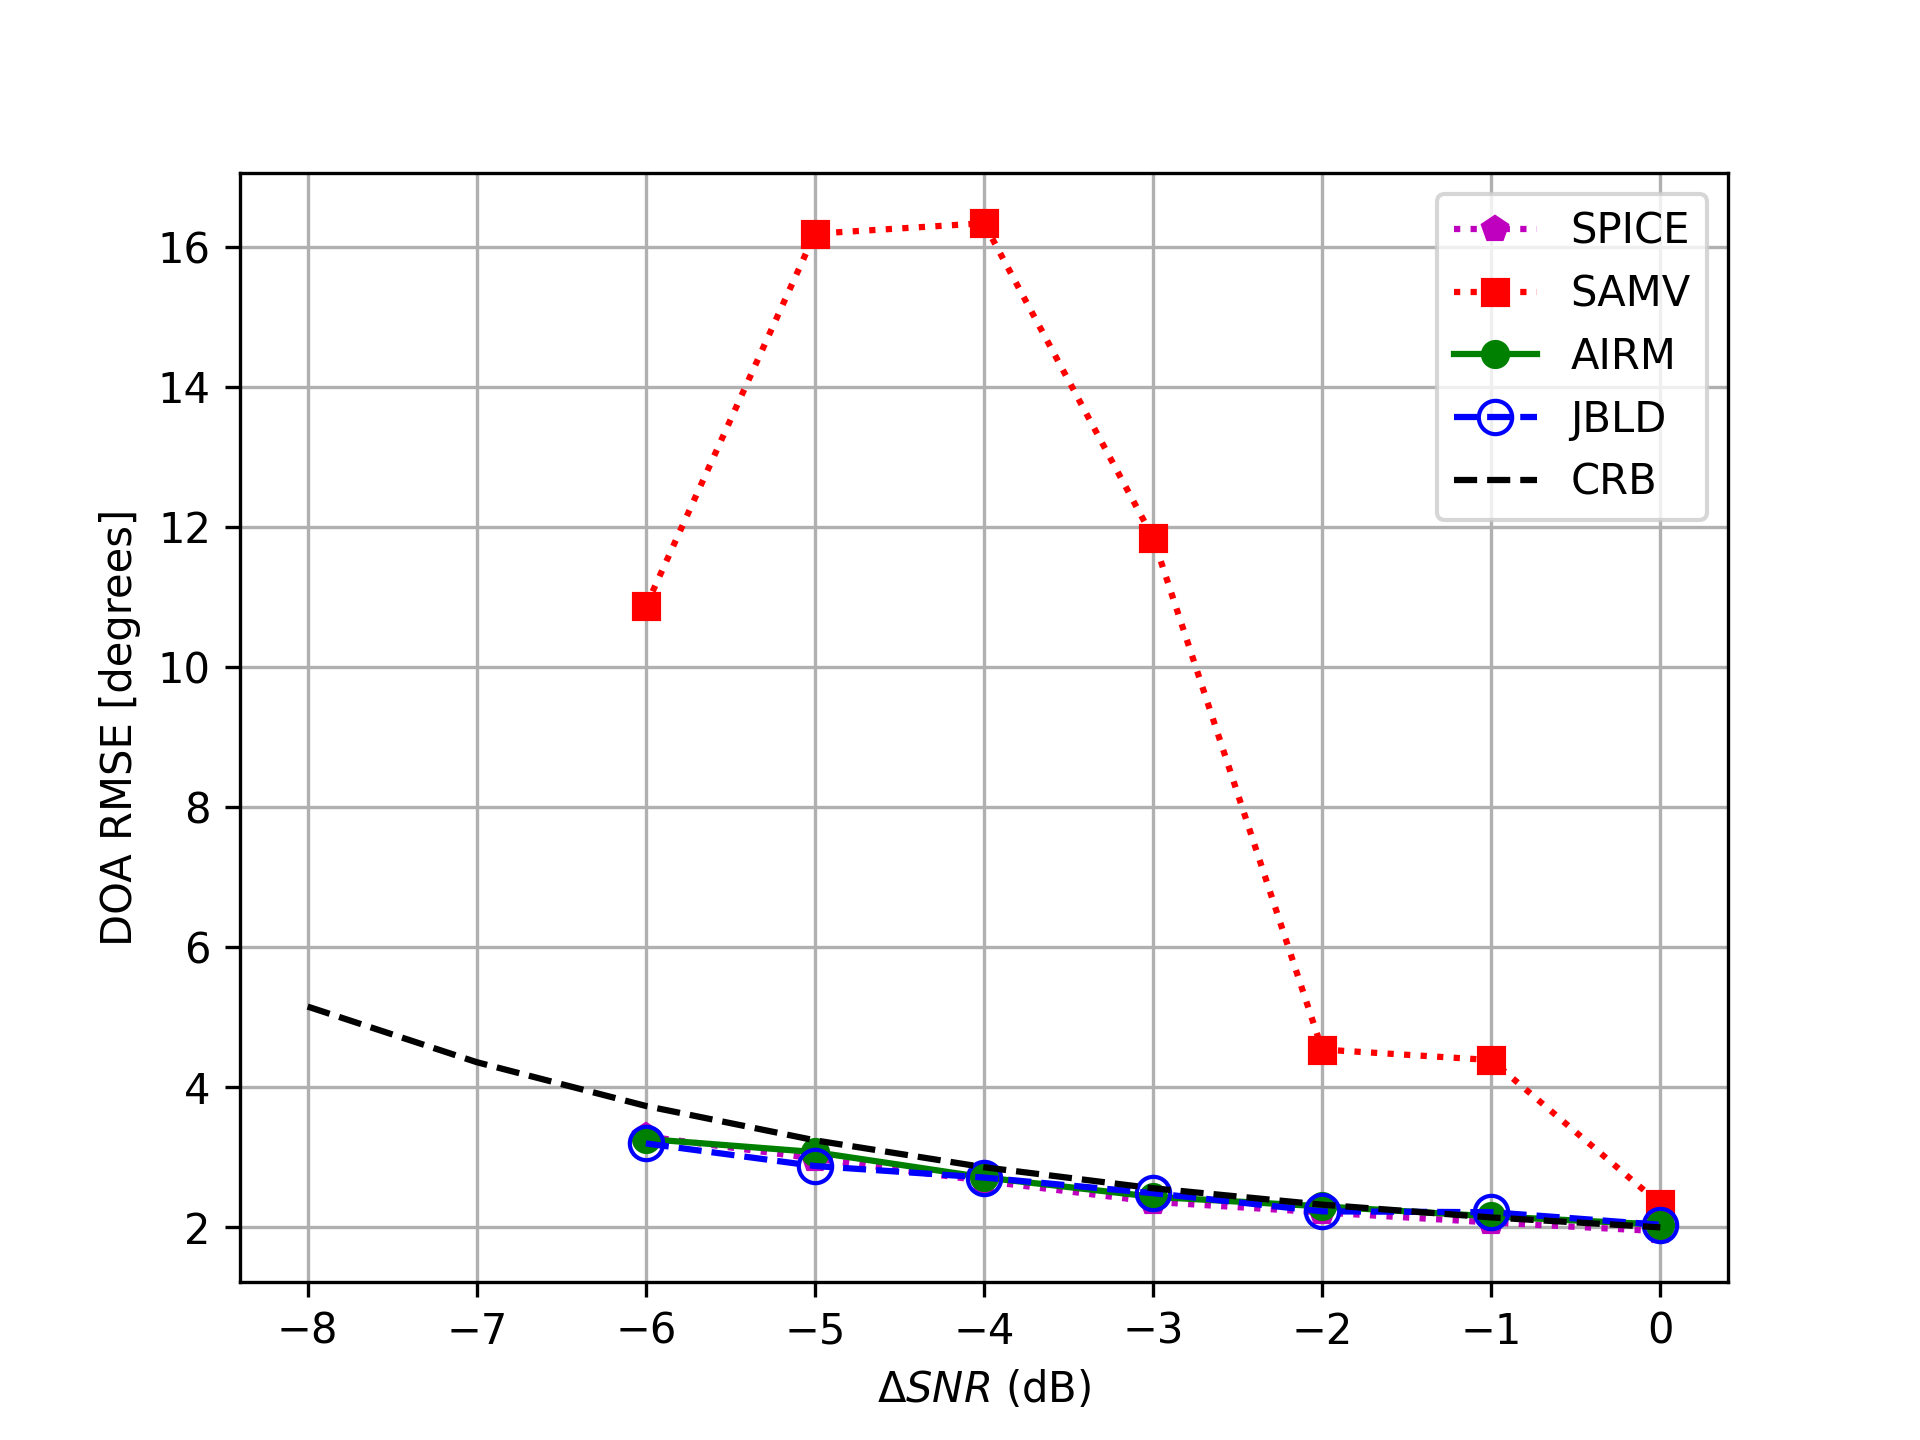 16
14
12
10
8
6
4
2
DOA RMSE [degrees]
SPICE
SAMV
AIRM
JBLD
CRB
−8 −7 −6 −5 −4 −3 −2 −1 0
ΔSNR (dB)